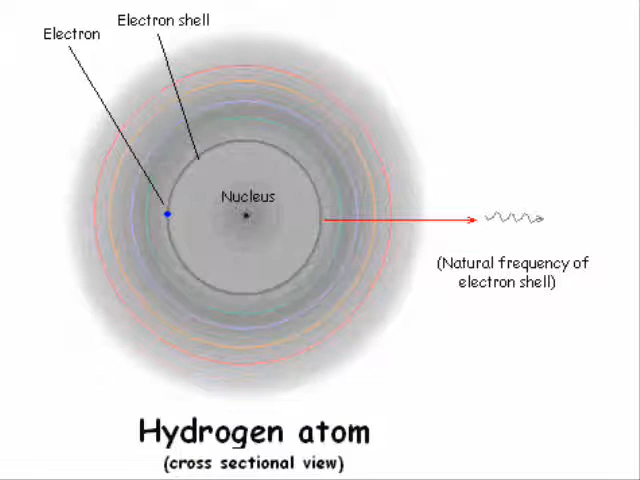 Electron shell
Electron
Nucleus
(Natural frequency of
electron shell)
Hydrogen atom
(cross sectional view)